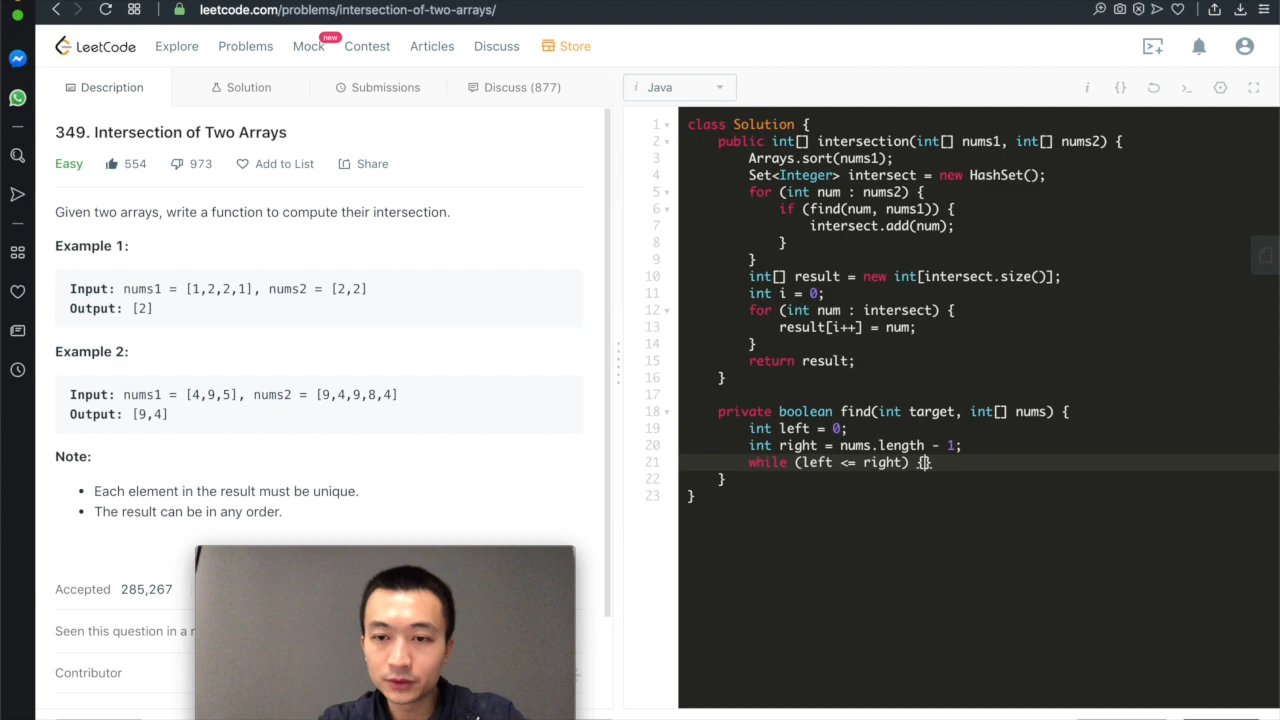 leetcode.com/problems/intersection-of-two-arrays/
LeetCode Explore Problems Mock new Contest Articles Discuss Store
Description Solution Submissions Discuss (877)
i Java
349. Intersection of Two Arrays
Easy 554 973 Add to List Share
Given two arrays, write a function to compute their intersection.
Example 1:
Input: nums1 = [1,2,2,1], nums2 = [2,2]
Output: [2]
Example 2:
Input: nums1 = [4,9,5], nums2 = [9,4,9,8,4]
Output: [9,4]
Note:
Each element in the result must be unique.
The result can be in any order.
Accepted 285,267
Seen this question in a r
Contributor
1 class Solution {
2 public int[] intersection(int[] nums1, int[] nums2) {
3 Arrays.sort(nums1);
4 Set<Integer> intersect = new HashSet();
5 for (int num : nums2) {
6 if (find(num, nums1)) {
7 intersect.add(num);
8 }
9 }
10 int[] result = new int[intersect.size()];
11 int i = 0;
12 for (int num : intersect) {
13 result[i++] = num;
14 }
15 return result;
16 }
17
18 private boolean find(int target, int[] nums) {
19 int left = 0;
20 int right = nums.length - 1;
21 while (left <= right) {}
22 }
23 }